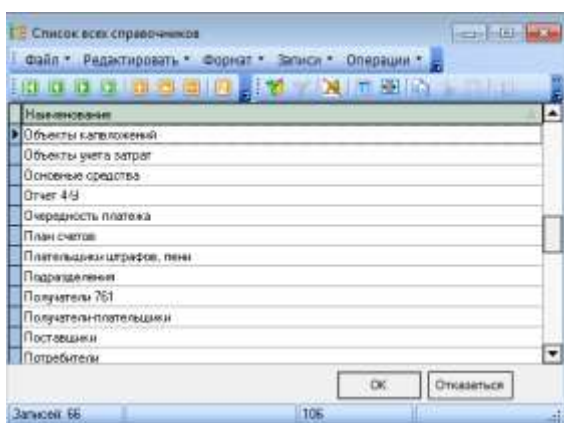 Список всех справочников
Файл Редактировать Формат Записи Операции
Наименование
Объекты капвложений
Объекты учета затрат
Основные средства
Отчет 4-У
Очередность платежа
План счетов
Плательщики штрафов, пени
Подразделения
Получатели 761
Получатели-плательщики
Поставщики
Потребители
ОК Отказаться
Записей: 66 106